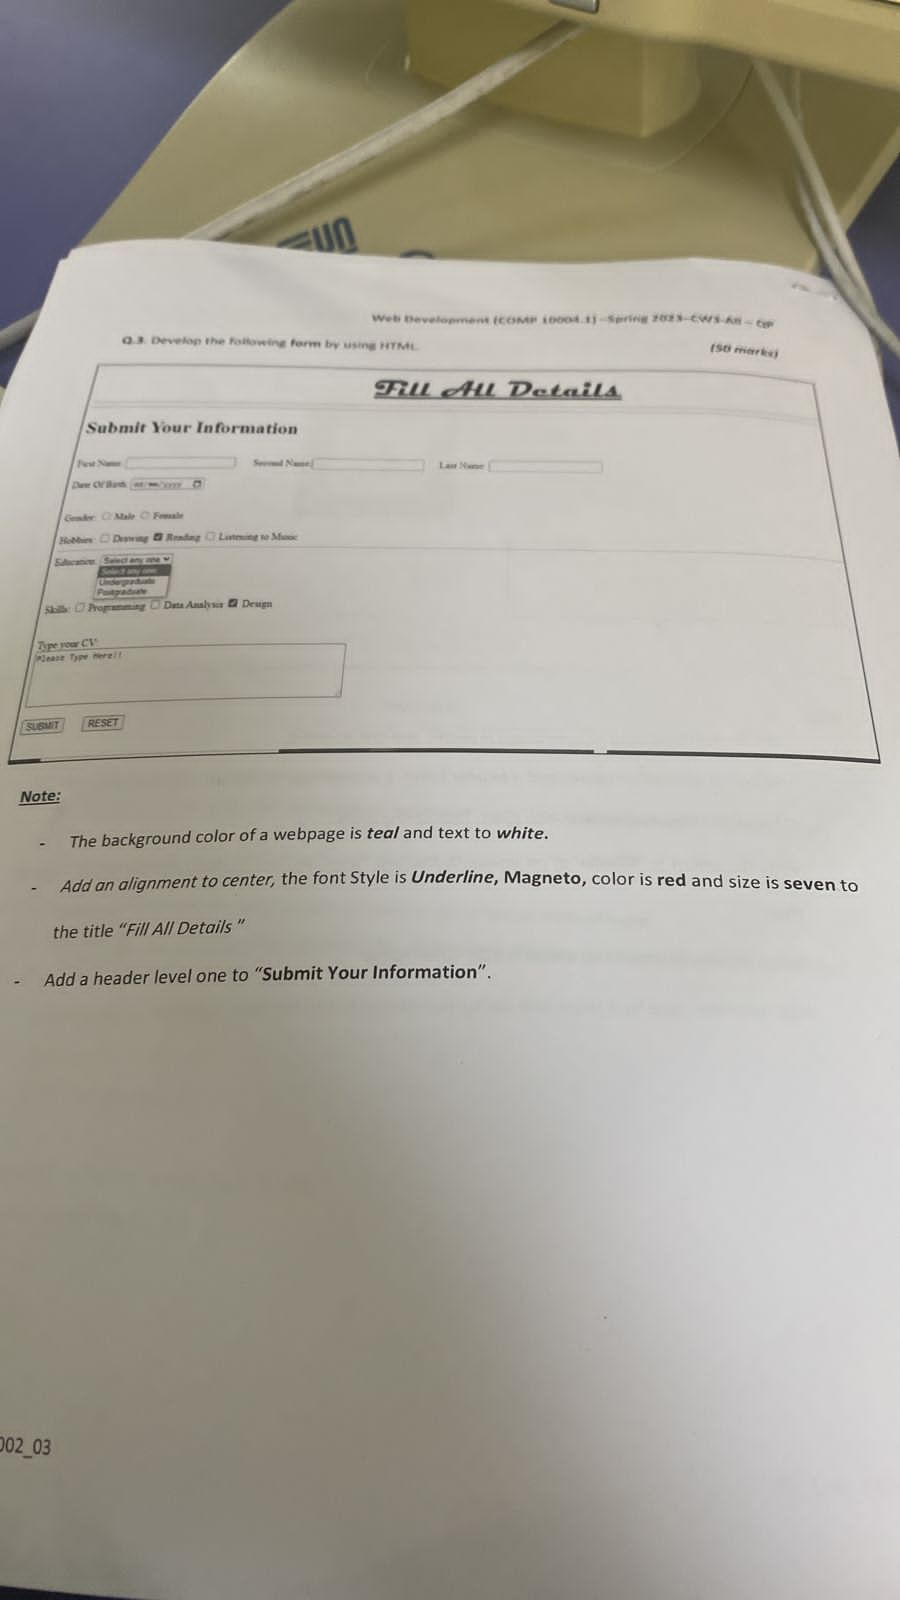 Web Development (COMP 10004.1) -Spring 2023-CW3-All – QP
Q.3. Develop the following form by using HTML. (50 marks)
Fill All Details
Submit Your Information
First Name: Second Name: Last Name:
Date Of Birth: mm/dd/yyyy
Gender: Male Female
Hobbies: Drawing Reading Listening to Music
Education: Select any one
Select any one
Undergraduate
Postgraduate
Skills: Programming Data Analysis Design
Type your CV:
Please Type Here!!
SUBMIT RESET
Note:
- The background color of a webpage is teal and text to white.
- Add an alignment to center, the font Style is Underline, Magneto, color is red and size is seven to
the title “Fill All Details ”
- Add a header level one to “Submit Your Information”.
002_03